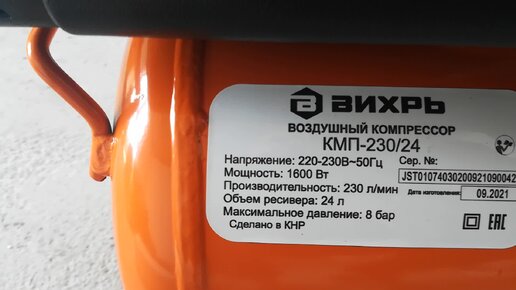 ВИХРЬ
ВОЗДУШНЫЙ КОМПРЕССОР
КМП-230/24
Напряжение: 220-230В~50Гц
Сер. №:
Мощность: 1600 Вт
JST01074030200921090042
Производительность: 230 л/мин
Дата изготовления:
09.2021
Объем ресивера: 24 л
Максимальное давление: 8 бар
Сделано в КНР
EAC